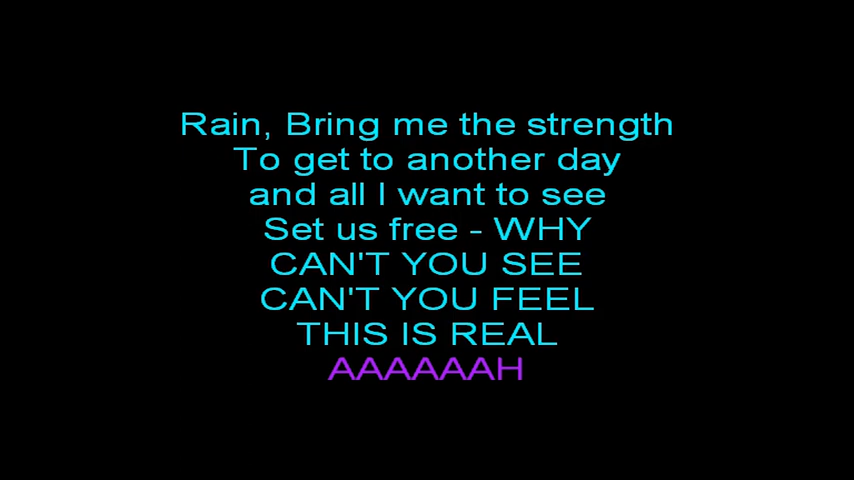 Rain, Bring me the strength
To get to another day
and all I want to see
Set us free - WHY
CAN'T YOU SEE
CAN'T YOU FEEL
THIS IS REAL
AAAAAAH